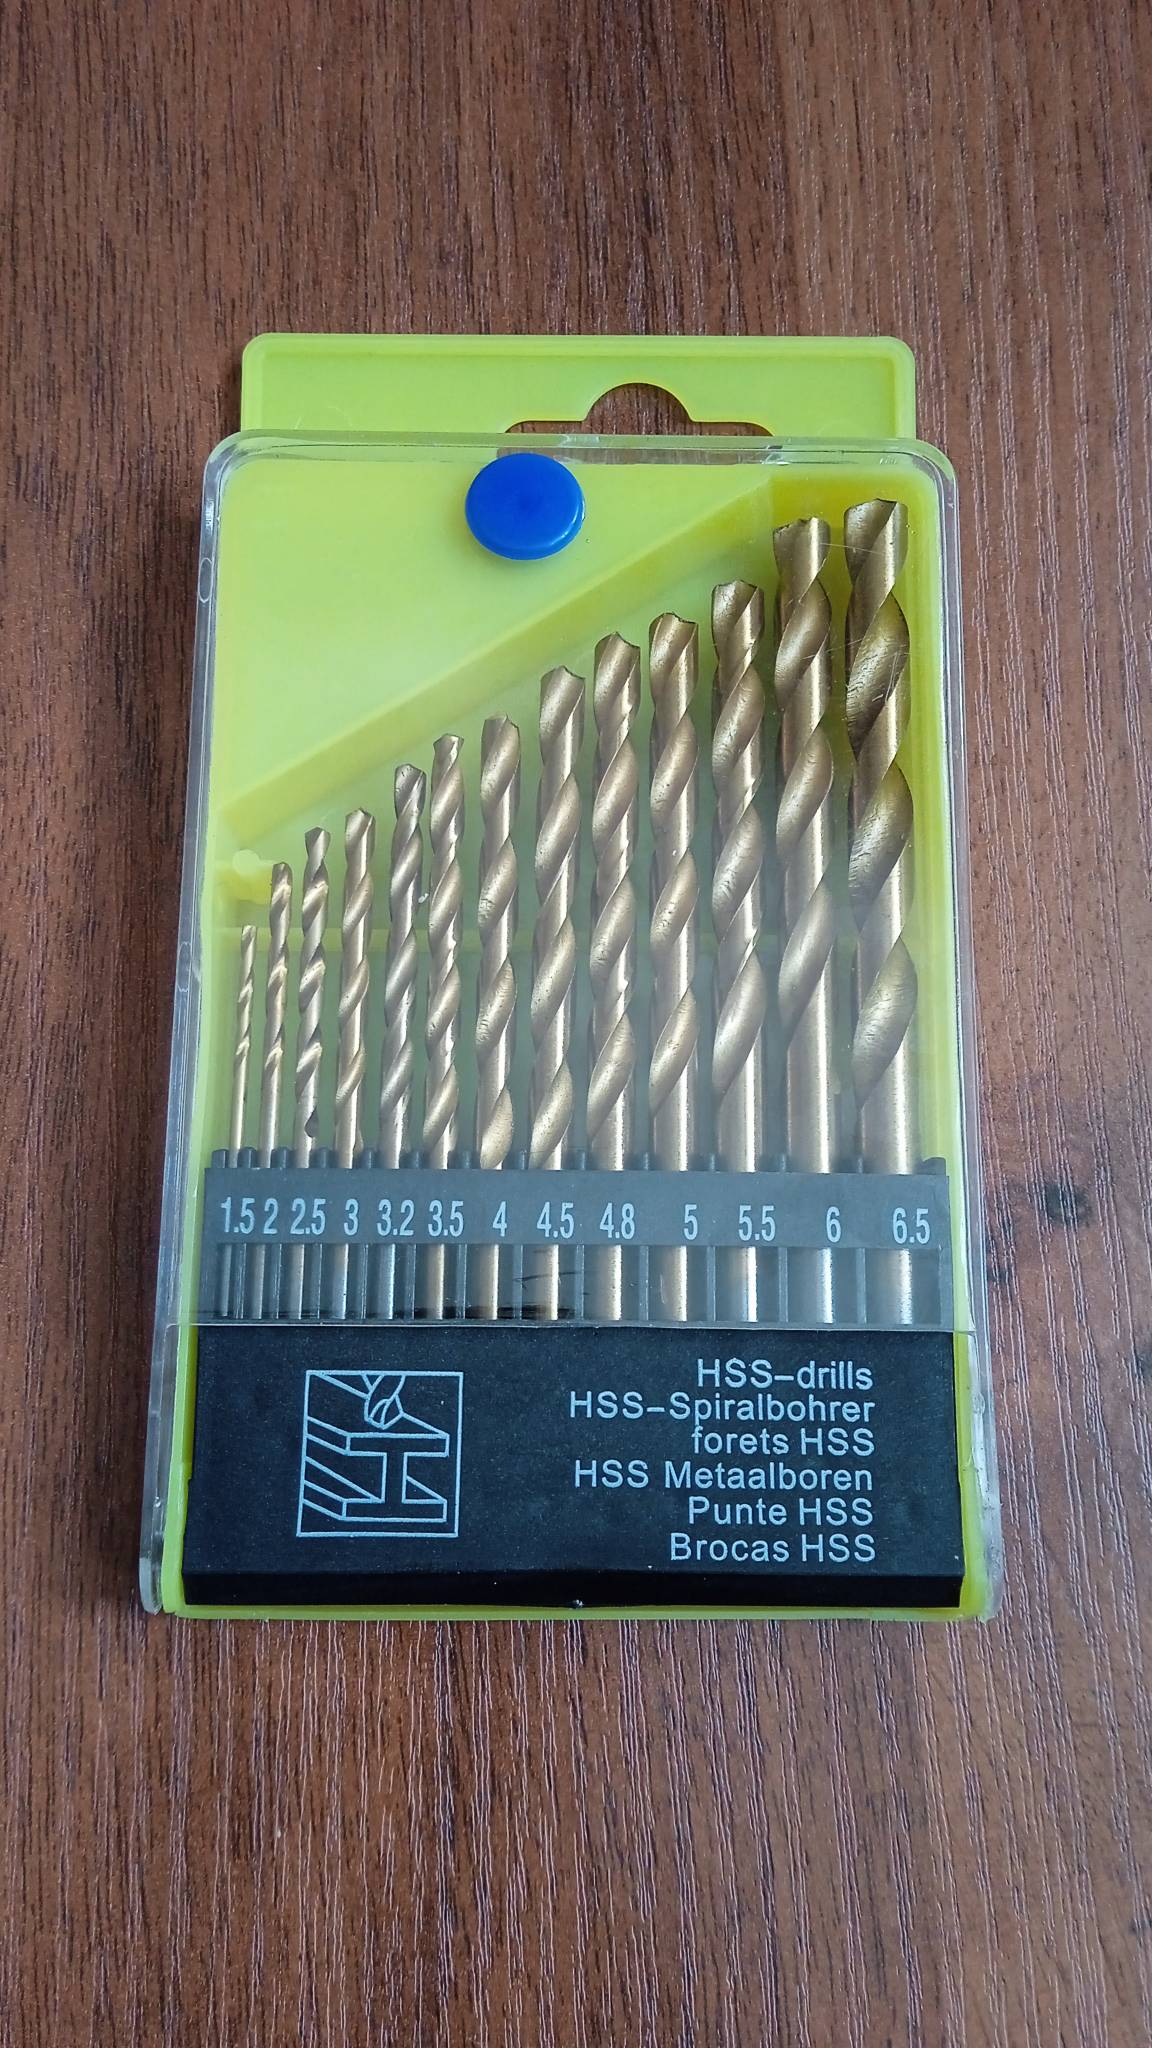 1.5 2 2.5 3 3.2 3.5 4 4.5 4.8 5 5.5 6 6.5
HSS-drills
HSS-Spiralbohrer
forets HSS
HSS Metaalboren
Punte HSS
Brocas HSS